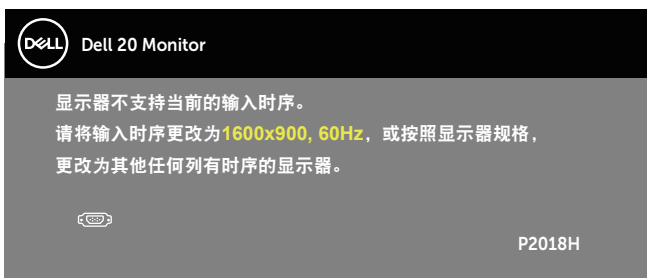 DELL
Dell 20 Monitor
显示器不支持当前的输入时序。
请将输入时序更改为1600x900, 60Hz，或按照显示器规格，
更改为其他任何列有时序的显示器。
P2018H